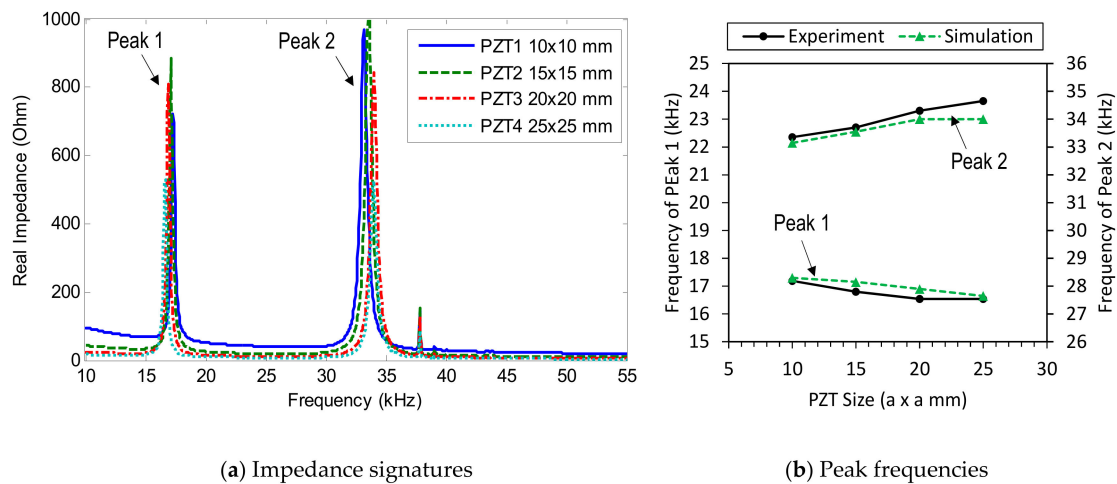 Real Impedance (Ohm)
1000
800
600
400
200
0
Peak 1
Peak 2
PZT1 10x10 mm
PZT2 15x15 mm
PZT3 20x20 mm
PZT4 25x25 mm
10 15 20 25 30 35 40 45 50 55
Frequency (kHz)
(a) Impedance signatures
Experiment Simulation
Frequency of PEak 1 (kHz)
25
24
23
22
21
20
19
18
17
16
15
Peak 2
Peak 1
36
35
34
33
32
31
30
29
28
27
26
Frequency of Peak 2 (kHz)
5 10 15 20 25 30
PZT Size (a x a mm)
(b) Peak frequencies